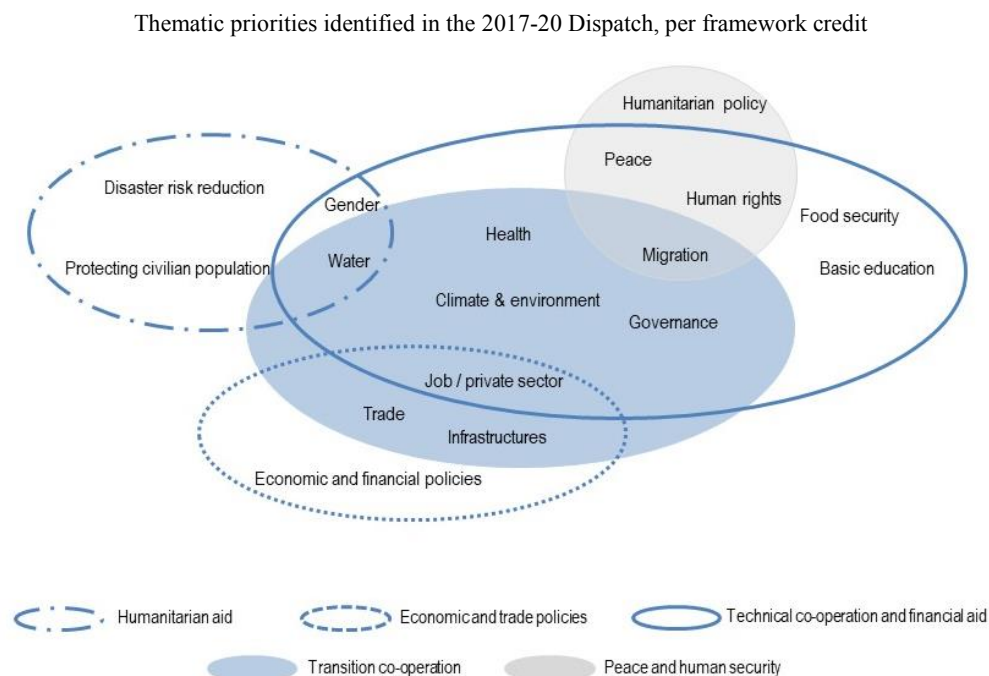 Thematic priorities identified in the 2017-20 Dispatch, per framework credit
Humanitarian policy
Peace
Disaster risk reduction
Human rights
Gender
Food security
Health
Migration
Water
Protecting civilian population
Basic education
Climate & environment
Governance
Job / private sector
Trade
Infrastructures
Economic and financial policies
Humanitarian aid
Economic and trade policies
Technical co-operation and financial aid
Transition co-operation
Peace and human security